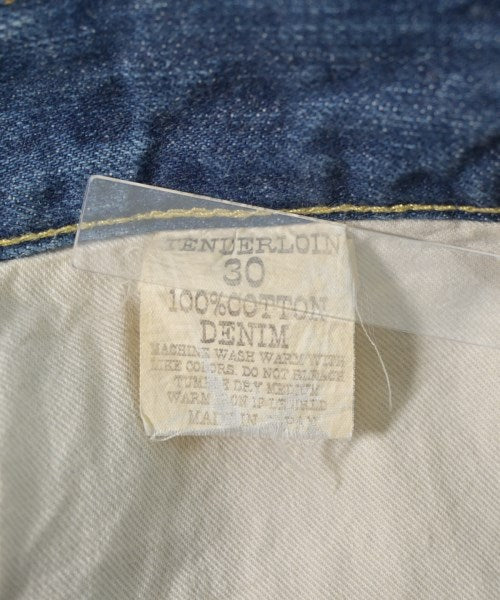 TENDERLOIN
30
100%COTTON
DENIM
MACHINE WASH WARM WITH
LIKE COLORS. DO NOT BLEACH
TUMBLE DRY MEDIUM
WARM
MADE IN